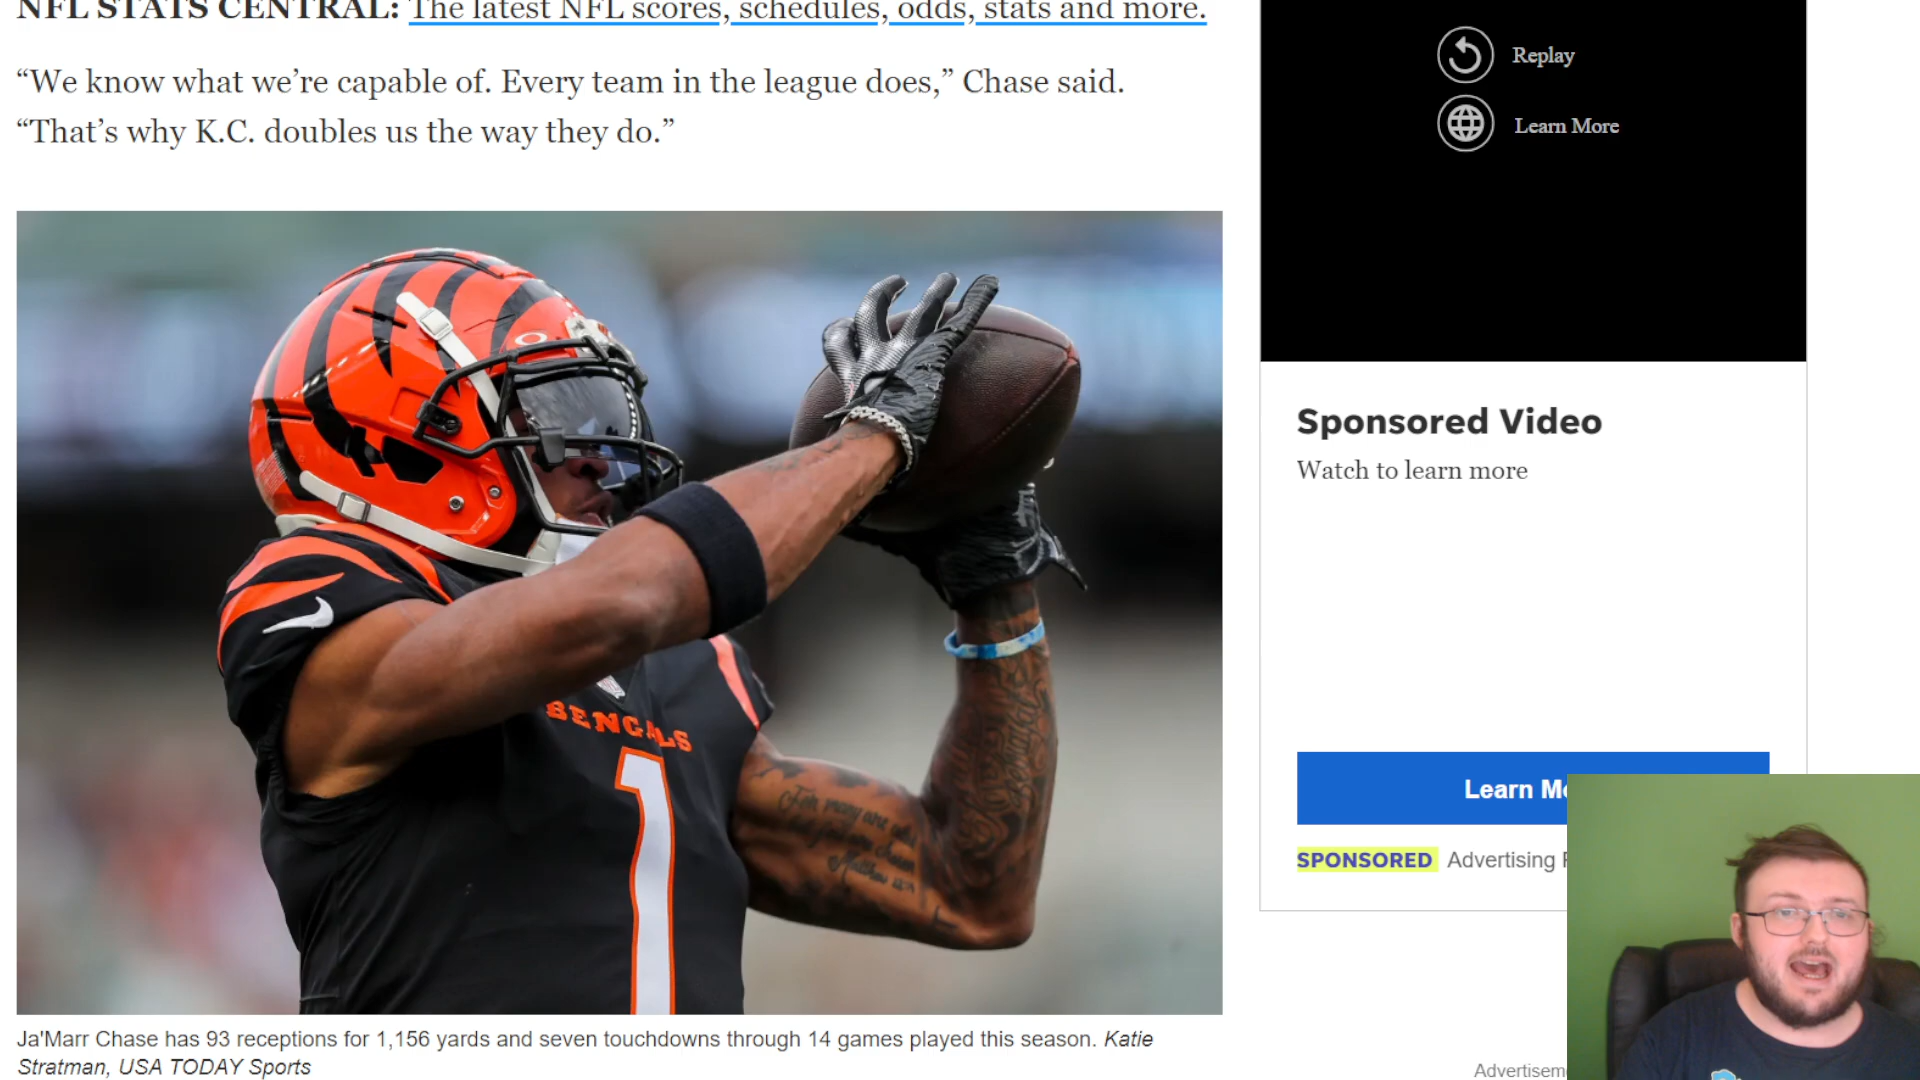 NFL STATS CENTRAL: The latest NFL scores, schedules, odds, stats and more.
“We know what we’re capable of. Every team in the league does,” Chase said.
“That’s why K.C. doubles us the way they do.”
BENGALS
1
Ja'Marr Chase has 93 receptions for 1,156 yards and seven touchdowns through 14 games played this season. Katie
Stratman, USA TODAY Sports
Replay
Learn More
Sponsored Video
Watch to learn more
Learn
SPONSORED Advertising